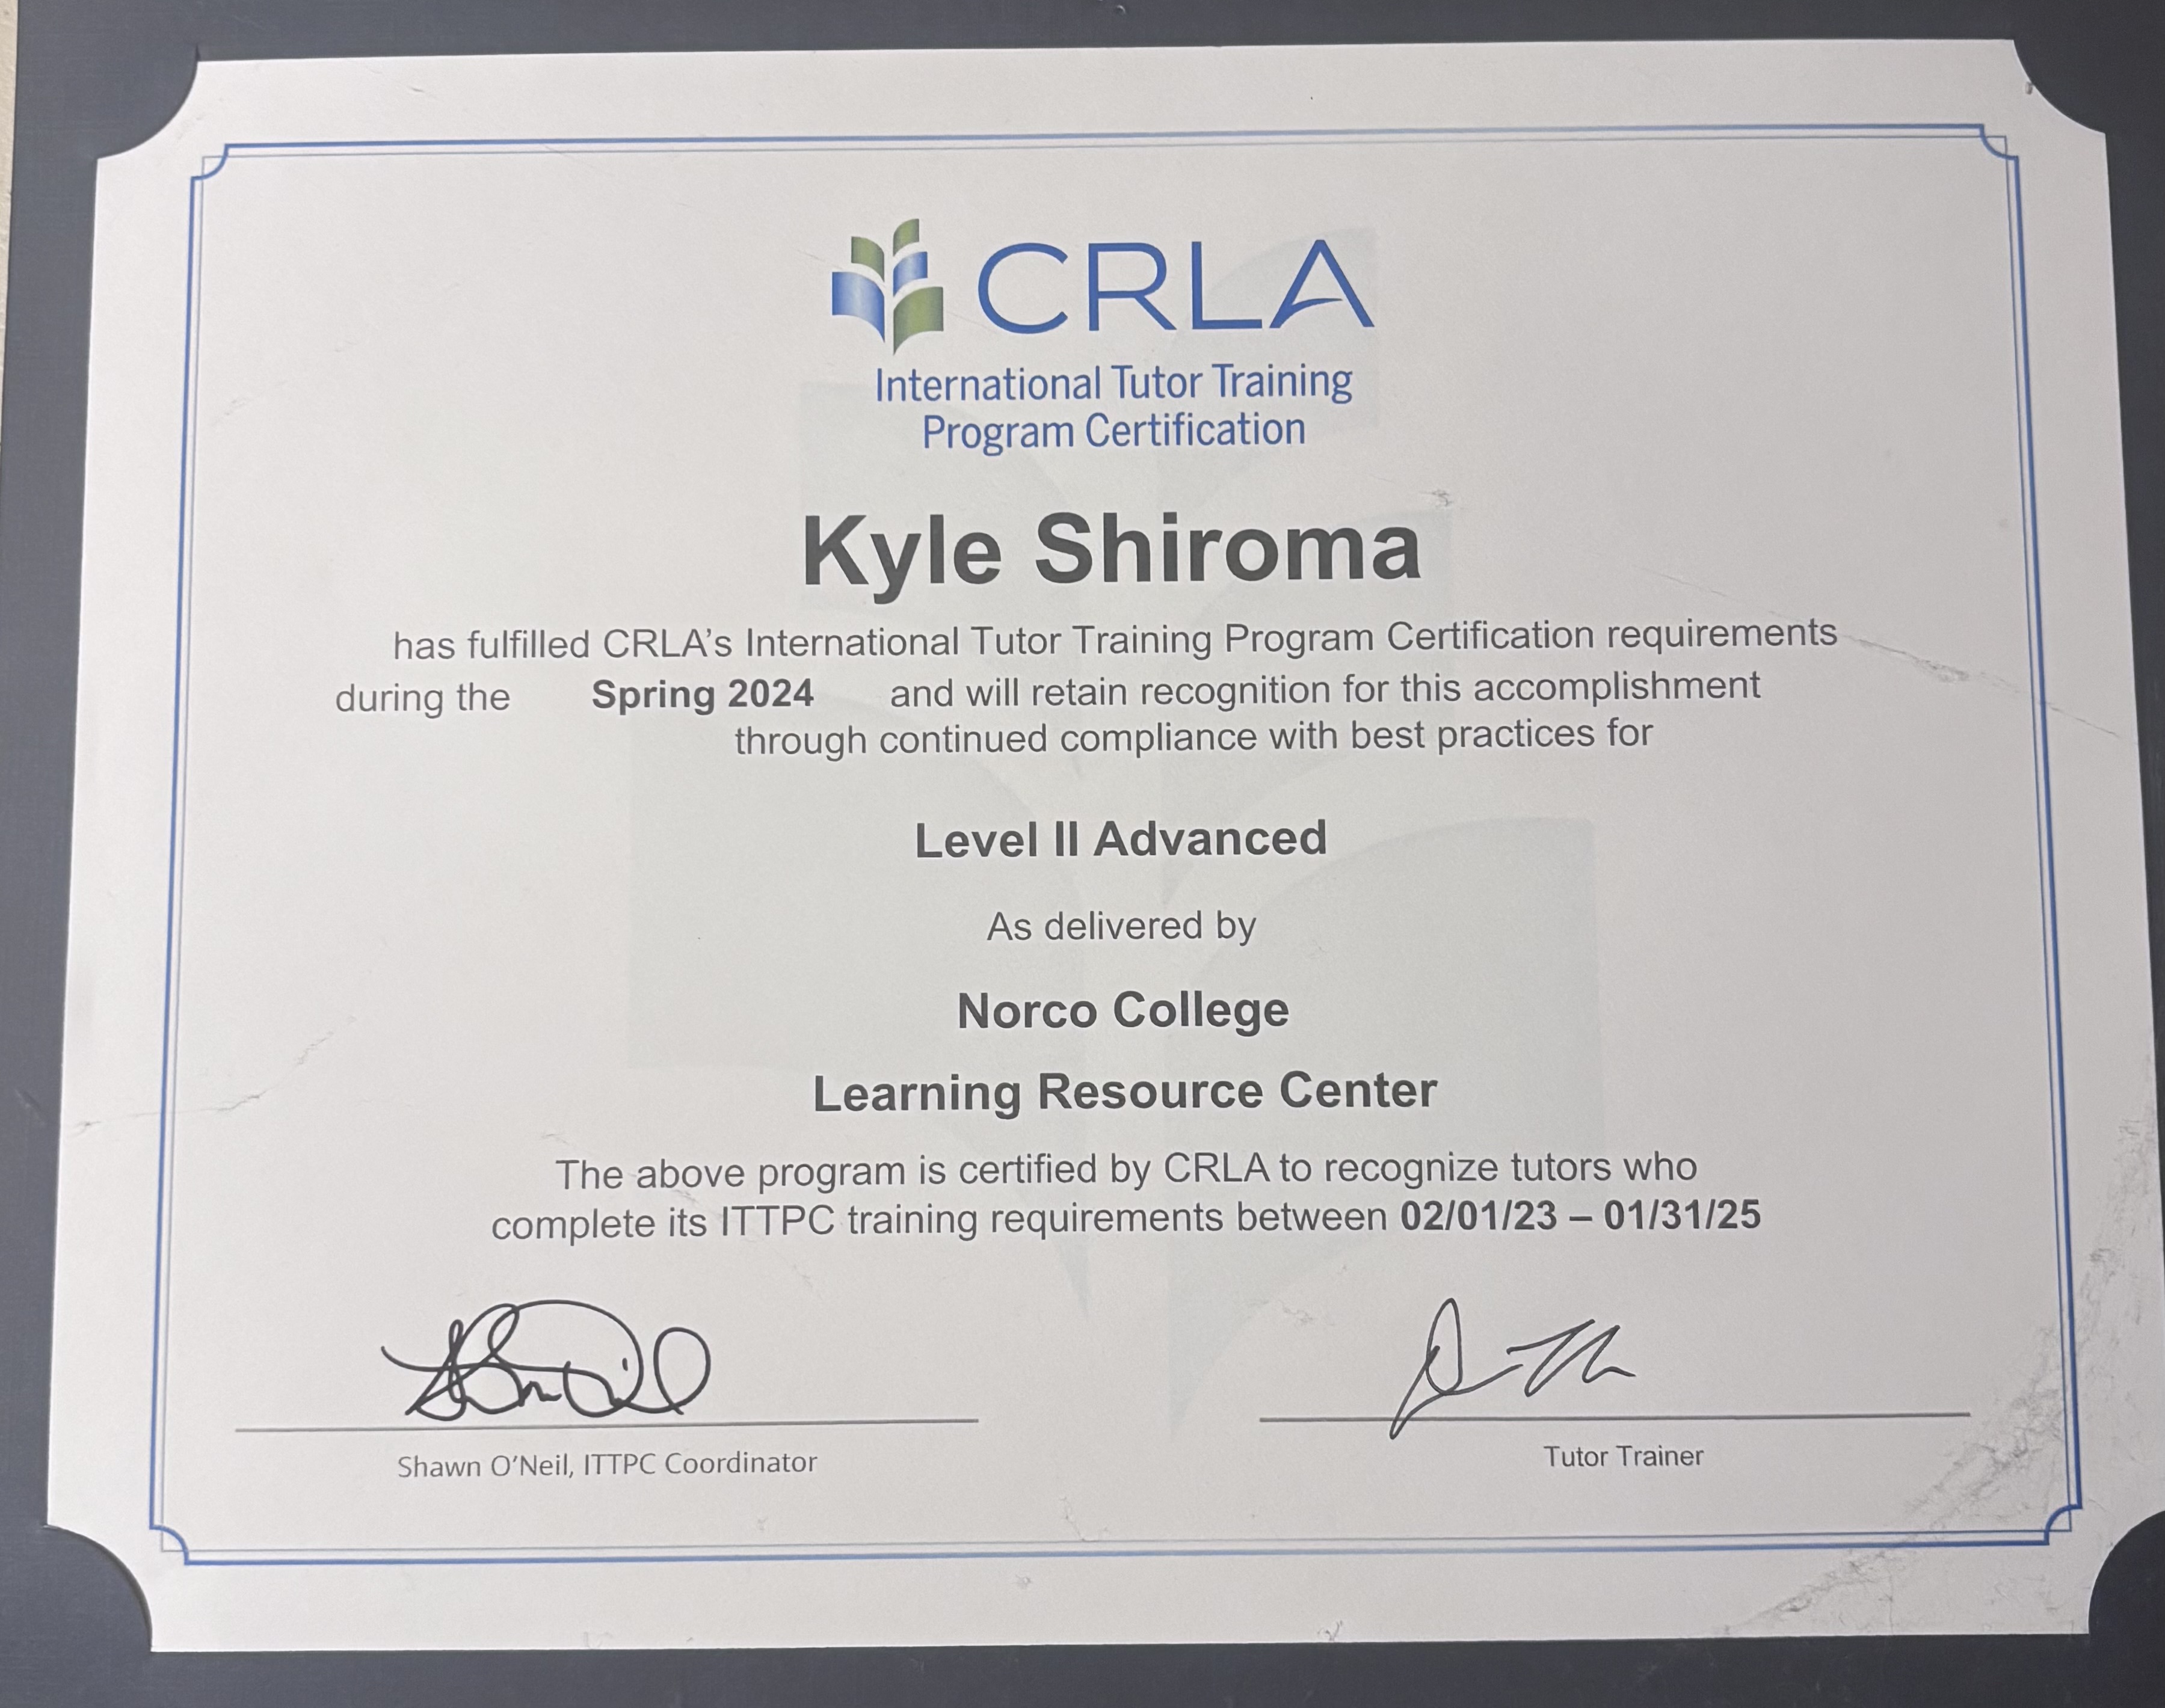 CRLA
International Tutor Training
Program Certification
Kyle Shiroma
has fulfilled CRLA’s International Tutor Training Program Certification requirements
during the Spring 2024 and will retain recognition for this accomplishment
through continued compliance with best practices for
Level II Advanced
As delivered by
Norco College
Learning Resource Center
The above program is certified by CRLA to recognize tutors who
complete its ITTPC training requirements between 02/01/23 – 01/31/25
Shawn O’Neil, ITTPC Coordinator
Tutor Trainer